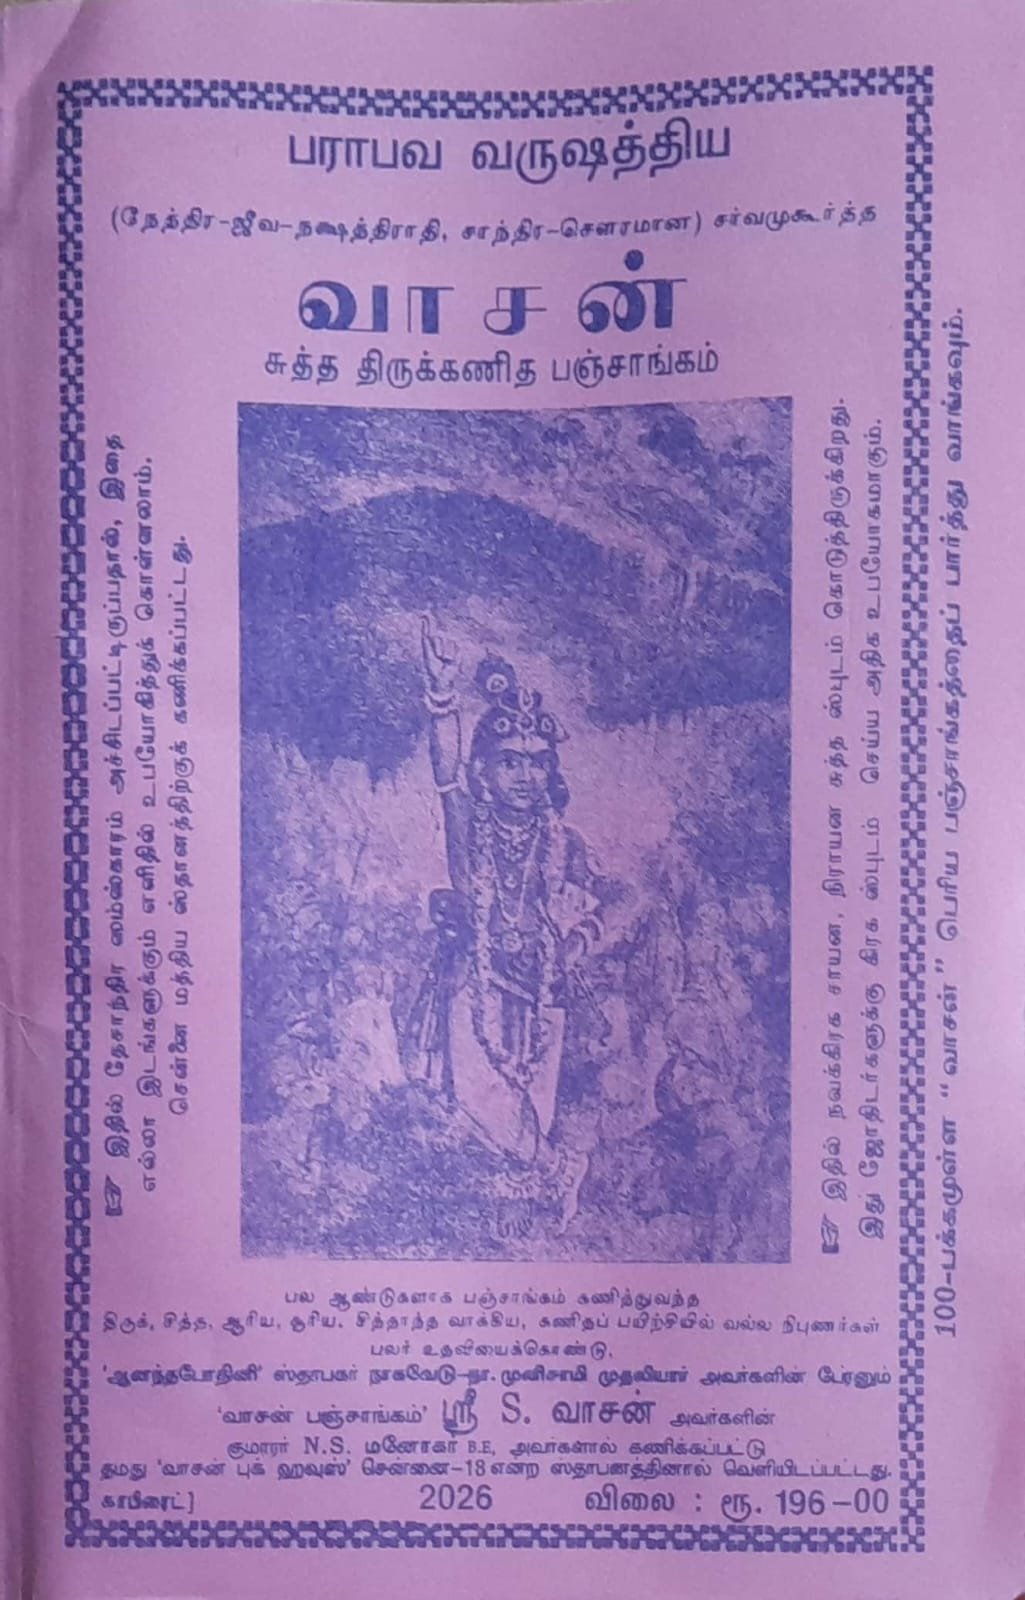 பராபவ வருஷத்திய
(நேத்திர-ஜீவ-நக்ஷத்திராதி, சாந்திர-சௌரமான) சர்வமுகூர்த்த
வாசன்
சுத்த திருக்கணித பஞ்சாங்கம்
☞ இதில் தேசாந்திர ஸம்ஸ்காரம் அச்சிடப்பட்டிருப்பதால், இதை
எல்லா இடங்களுக்கும் எளிதில் உபயோகித்துக் கொள்ளலாம்.
சென்னை மத்திய ஸ்தானத்திற்குக் கணிக்கப்பட்டது.
☞ இதில் நவக்கிரக சாயன, நிராயன சுத்த ஸ்புடம் கொடுத்திருக்கிறது.
இது ஜோதிடர்களுக்கு கிரக ஸ்புடம் செய்ய அதிக உபயோகமாகும்.
100-பக்கமுள்ள "வாசன்" பெரிய பஞ்சாங்கத்தைப் பார்த்து வாங்கவும்.
பல ஆண்டுகளாக பஞ்சாங்கம் கணித்துவந்த
திருக், சித்த, ஆரிய, சூரிய, சித்தாந்த வாக்கிய, கணிதப் பயிற்சியில் வல்ல நிபுணர்கள்
பலர் உதவியைக்கொண்டு,
'ஆனந்தபோதினி' ஸ்தாபகர் நாகவேடு-நா. முனிசாமி முதலியார் அவர்களின் பேரனும்
'வாசன் பஞ்சாங்கம்' ஸ்ரீ S. வாசன் அவர்களின்
குமாரர் N.S. மனோகர் B.E, அவர்களால் கணிக்கப்பட்டு
தமது 'வாசன் புக் ஹவுஸ்' சென்னை-18 என்ற ஸ்தாபனத்தினால் வெளியிடப்பட்டது.
காபிரைட்] 2026 விலை : ரூ. 196-00